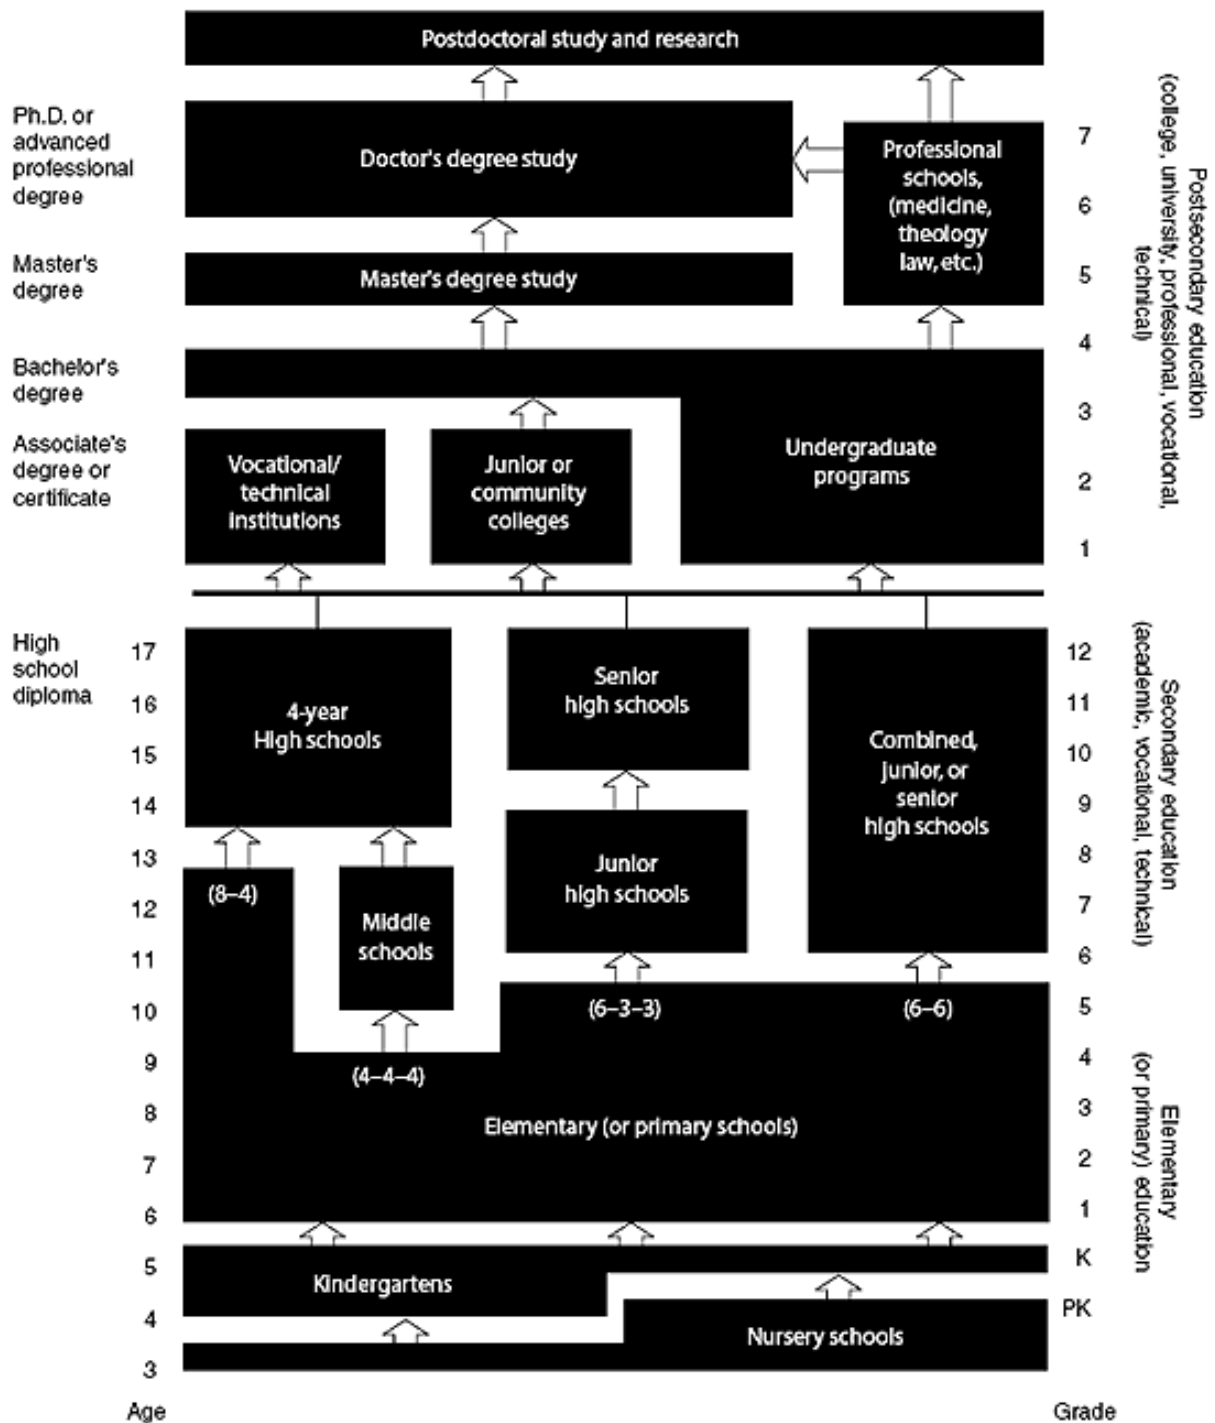 Postdoctoral study and research
Ph.D. or
advanced
professional
degree
Doctor's degree study
Professional
schools,
(medicine,
theology
law, etc.)
7
6
Master's
degree
Master's degree study
5
4
Bachelor's
degree
3
Associate's
degree or
certificate
Vocational/
technical
institutions
Junior or
community
colleges
Undergraduate
programs
2
1
Postsecondary education
(college, university, professional, vocational,
technical)
High
school
diploma
17
16
15
14
13
12
11
10
9
8
7
6
5
4
3
Age
4-year
High schools
Senior
high schools
Combined,
junior, or
senior
high schools
Junior
high schools
(8–4)
Middle
schools
(6–3–3)
(6–6)
(4–4–4)
Elementary (or primary schools)
Kindergartens
Nursery schools
12
11
10
9
8
7
6
5
4
3
2
1
K
PK
Grade
Secondary education
(academic, vocational, technical)
Elementary
(or primary) education